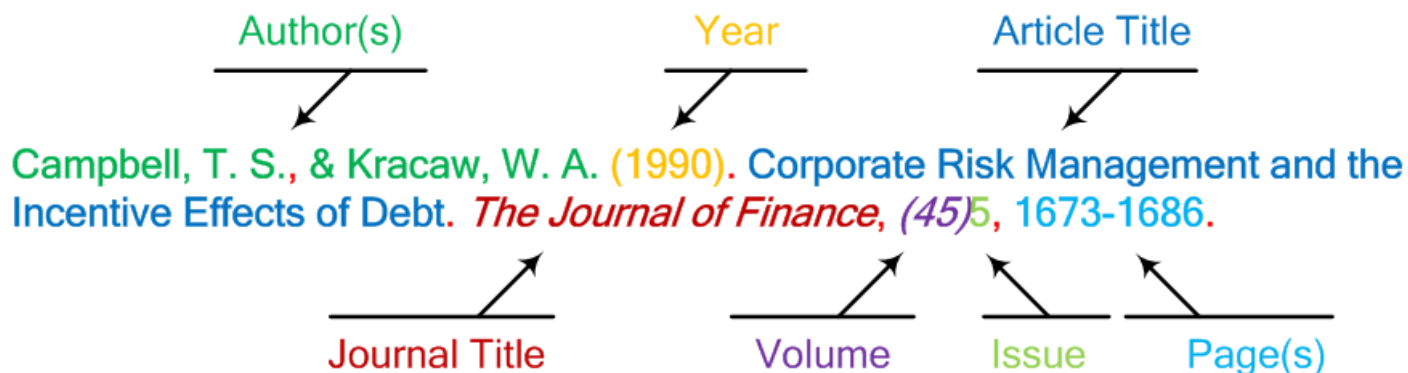 Author(s) Year Article Title
Campbell, T. S., & Kracaw, W. A. (1990). Corporate Risk Management and the
Incentive Effects of Debt. The Journal of Finance, (45)5, 1673-1686.
Journal Title Volume Issue Page(s)